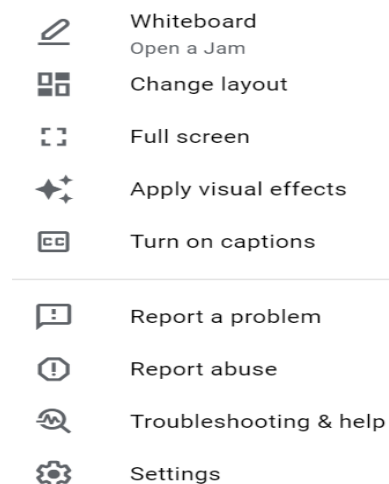 Whiteboard
Open a Jam
Change layout
Full screen
Apply visual effects
CC
Turn on captions
Report a problem
Report abuse
Troubleshooting & help
Settings